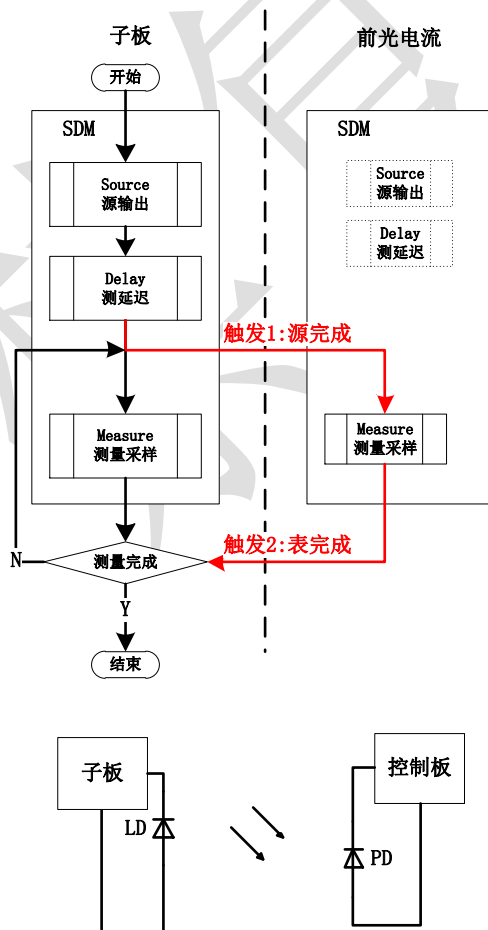 子板
前光电流
开始
SDM
SDM
Source
源输出
Source
源输出
Delay
测延迟
Delay
测延迟
触发1:源完成
Measure
测量采样
Measure
测量采样
触发2:表完成
测量完成
N
Y
结束
子板
控制板
LD
PD